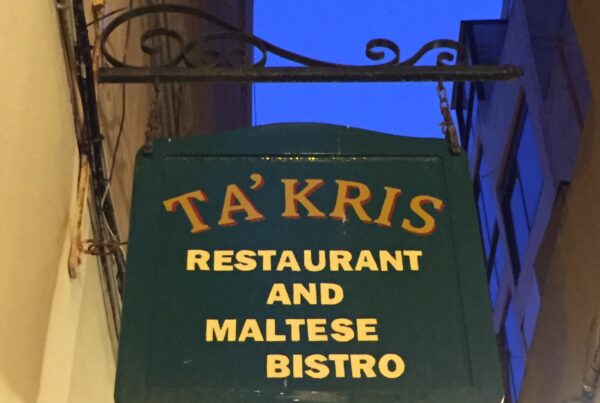 TA'KRIS
RESTAURANT
AND
MALTESE
BISTRO